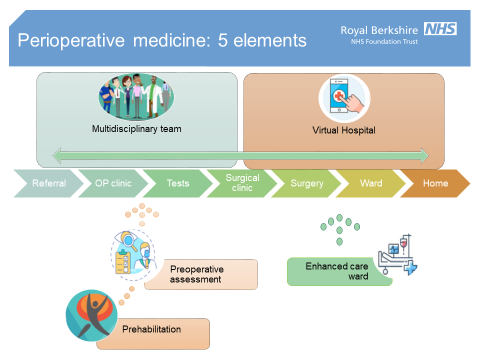 Perioperative medicine: 5 elements
Royal Berkshire NHS
NHS Foundation Trust
Multidisciplinary team
Virtual Hospital
Referral
OP clinic
Tests
Surgical
clinic
Surgery
Ward
Home
Preoperative
assessment
Enhanced care
ward
Prehabilitation